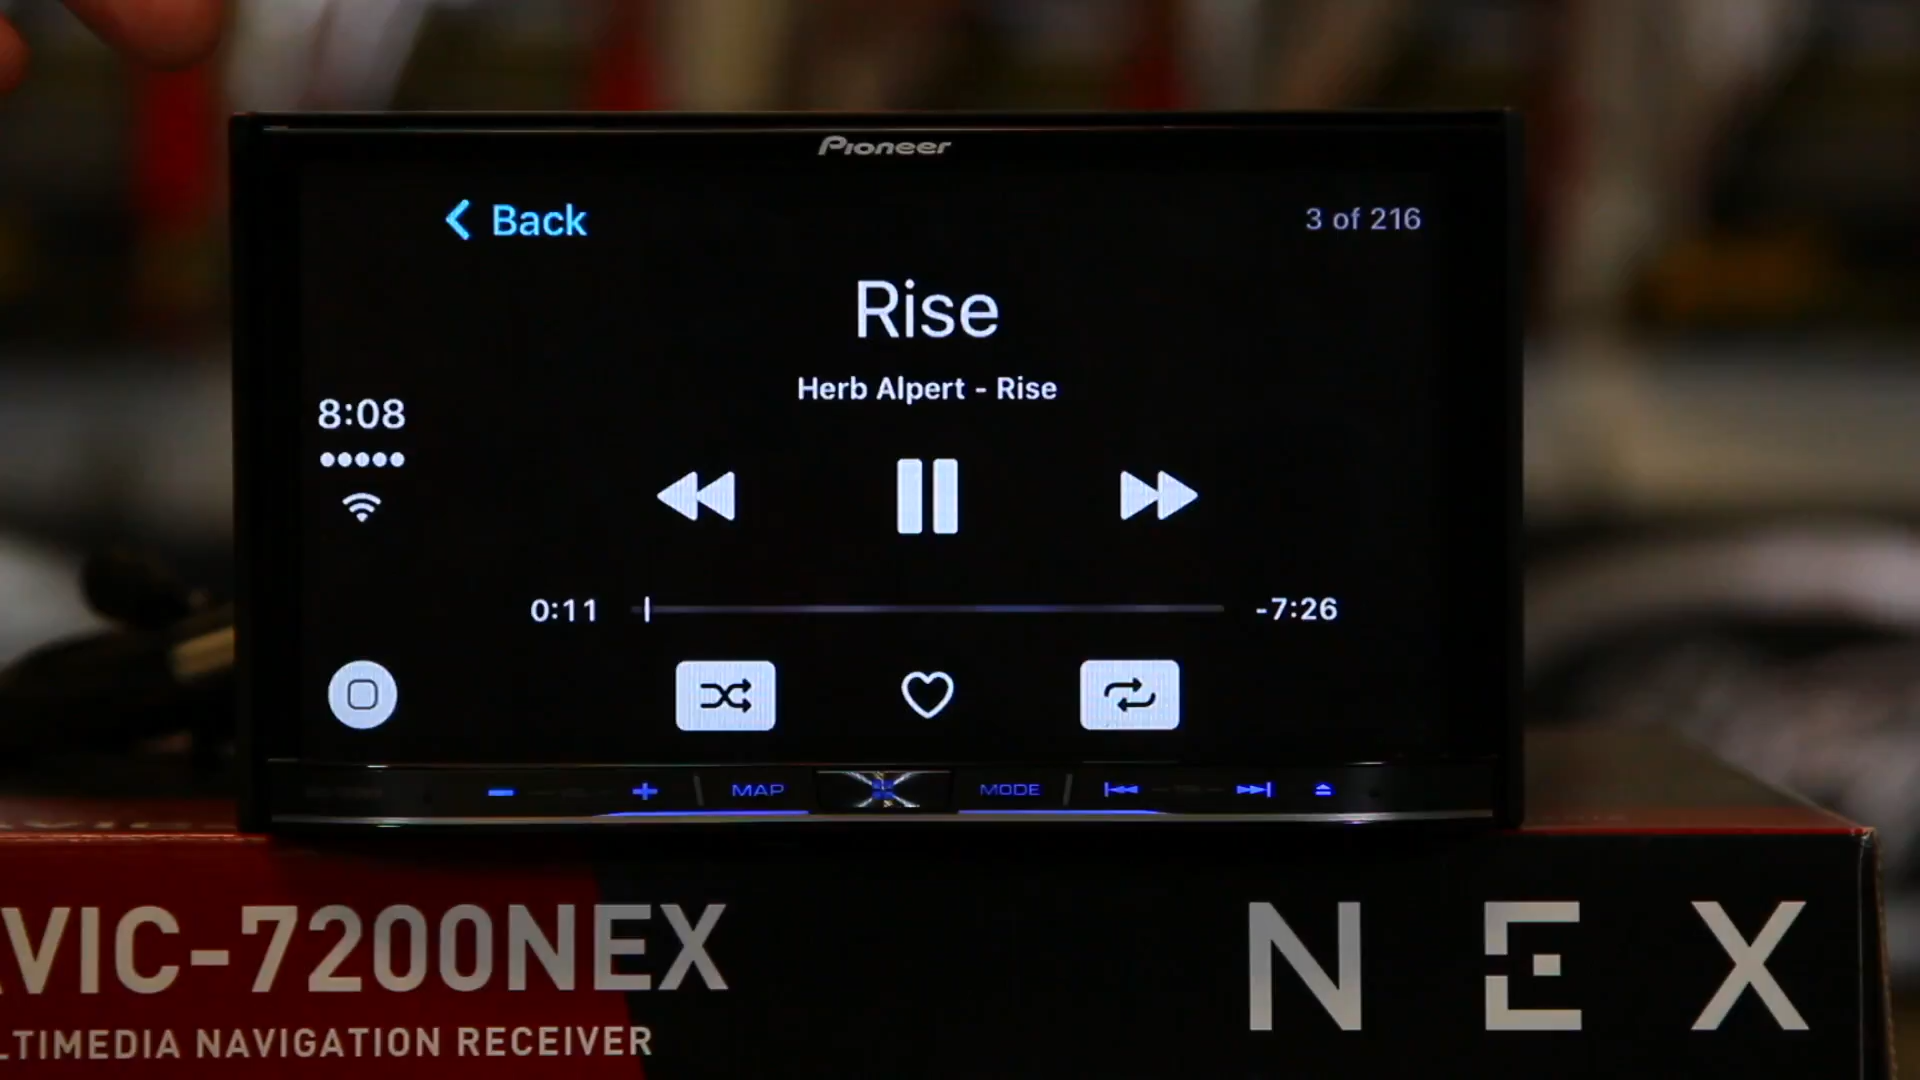 Pioneer
Back
3 of 216
Rise
Herb Alpert - Rise
8:08
0:11
-7:26
MAP
MODE
VIC-7200NEX
NEX
LTIMEDIA NAVIGATION RECEIVER